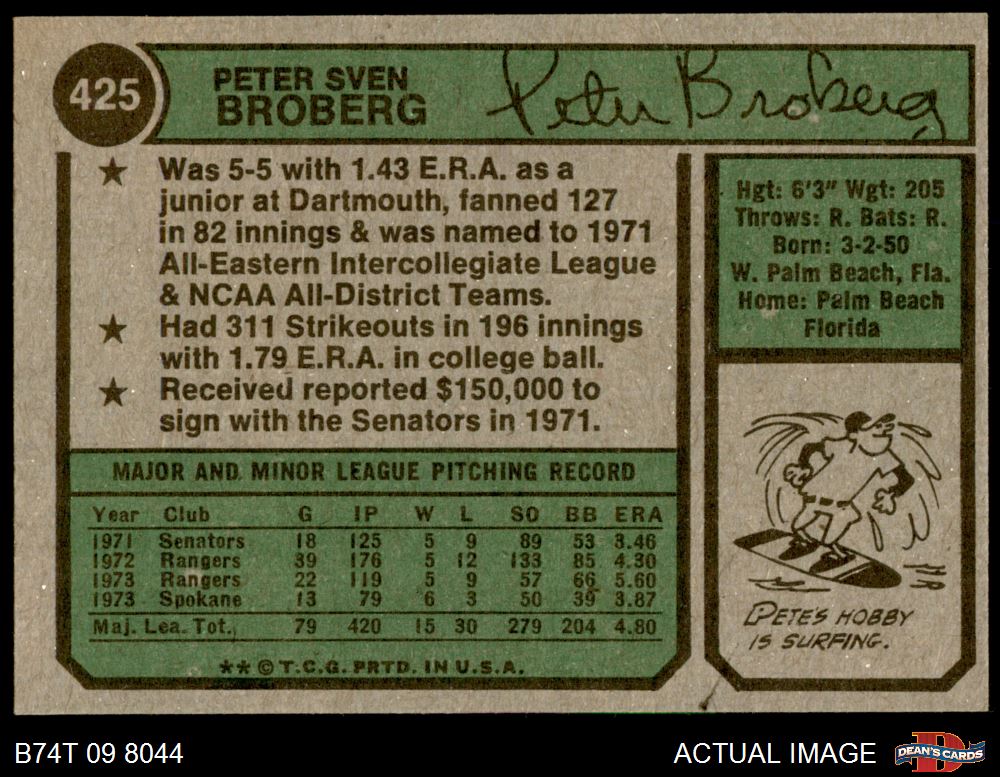 425
PETER SVEN
BROBERG
Pete Broberg
★ Was 5-5 with 1.43 E.R.A. as a
junior at Dartmouth, fanned 127
in 82 innings & was named to 1971
All-Eastern Intercollegiate League
& NCAA All-District Teams.
★ Had 311 Strikeouts in 196 innings
with 1.79 E.R.A. in college ball.
★ Received reported $150,000 to
sign with the Senators in 1971.
Hgt: 6'3" Wgt: 205
Throws: R. Bats: R.
Born: 3-2-50
W. Palm Beach, Fla.
Home: Palm Beach
Florida
MAJOR AND MINOR LEAGUE PITCHING RECORD
Year Club G IP W L SO BB ERA
1971 Senators 18 125 5 9 89 53 3.46
1972 Rangers 39 176 5 12 133 85 4.30
1973 Rangers 22 119 5 9 57 66 5.60
1973 Spokane 13 79 6 3 50 39 3.87
Maj. Lea. Tot. 79 420 15 30 279 204 4.80
** © T.C.G. PRTD. IN U.S.A.
PETE'S HOBBY
IS SURFING.
B74T 09 8044
ACTUAL IMAGE
D
DEAN'S CARDS